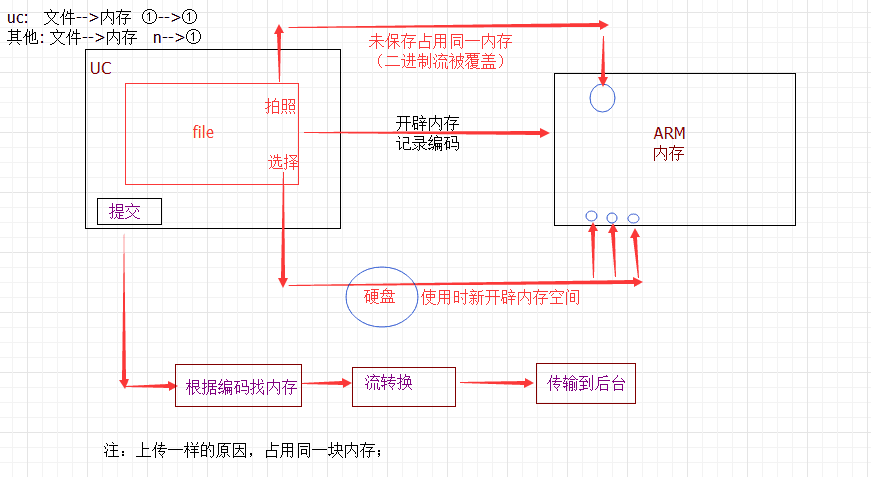 uc: 文件-->内存 ①-->①
其他: 文件-->内存 n-->①
UC
file
拍照
选择
提交
未保存占用同一内存
（二进制流被覆盖）
开辟内存
记录编码
ARM
内存
硬盘
使用时新开辟内存空间
根据编码找内存
流转换
传输到后台
注：上传一样的原因，占用同一块内存；